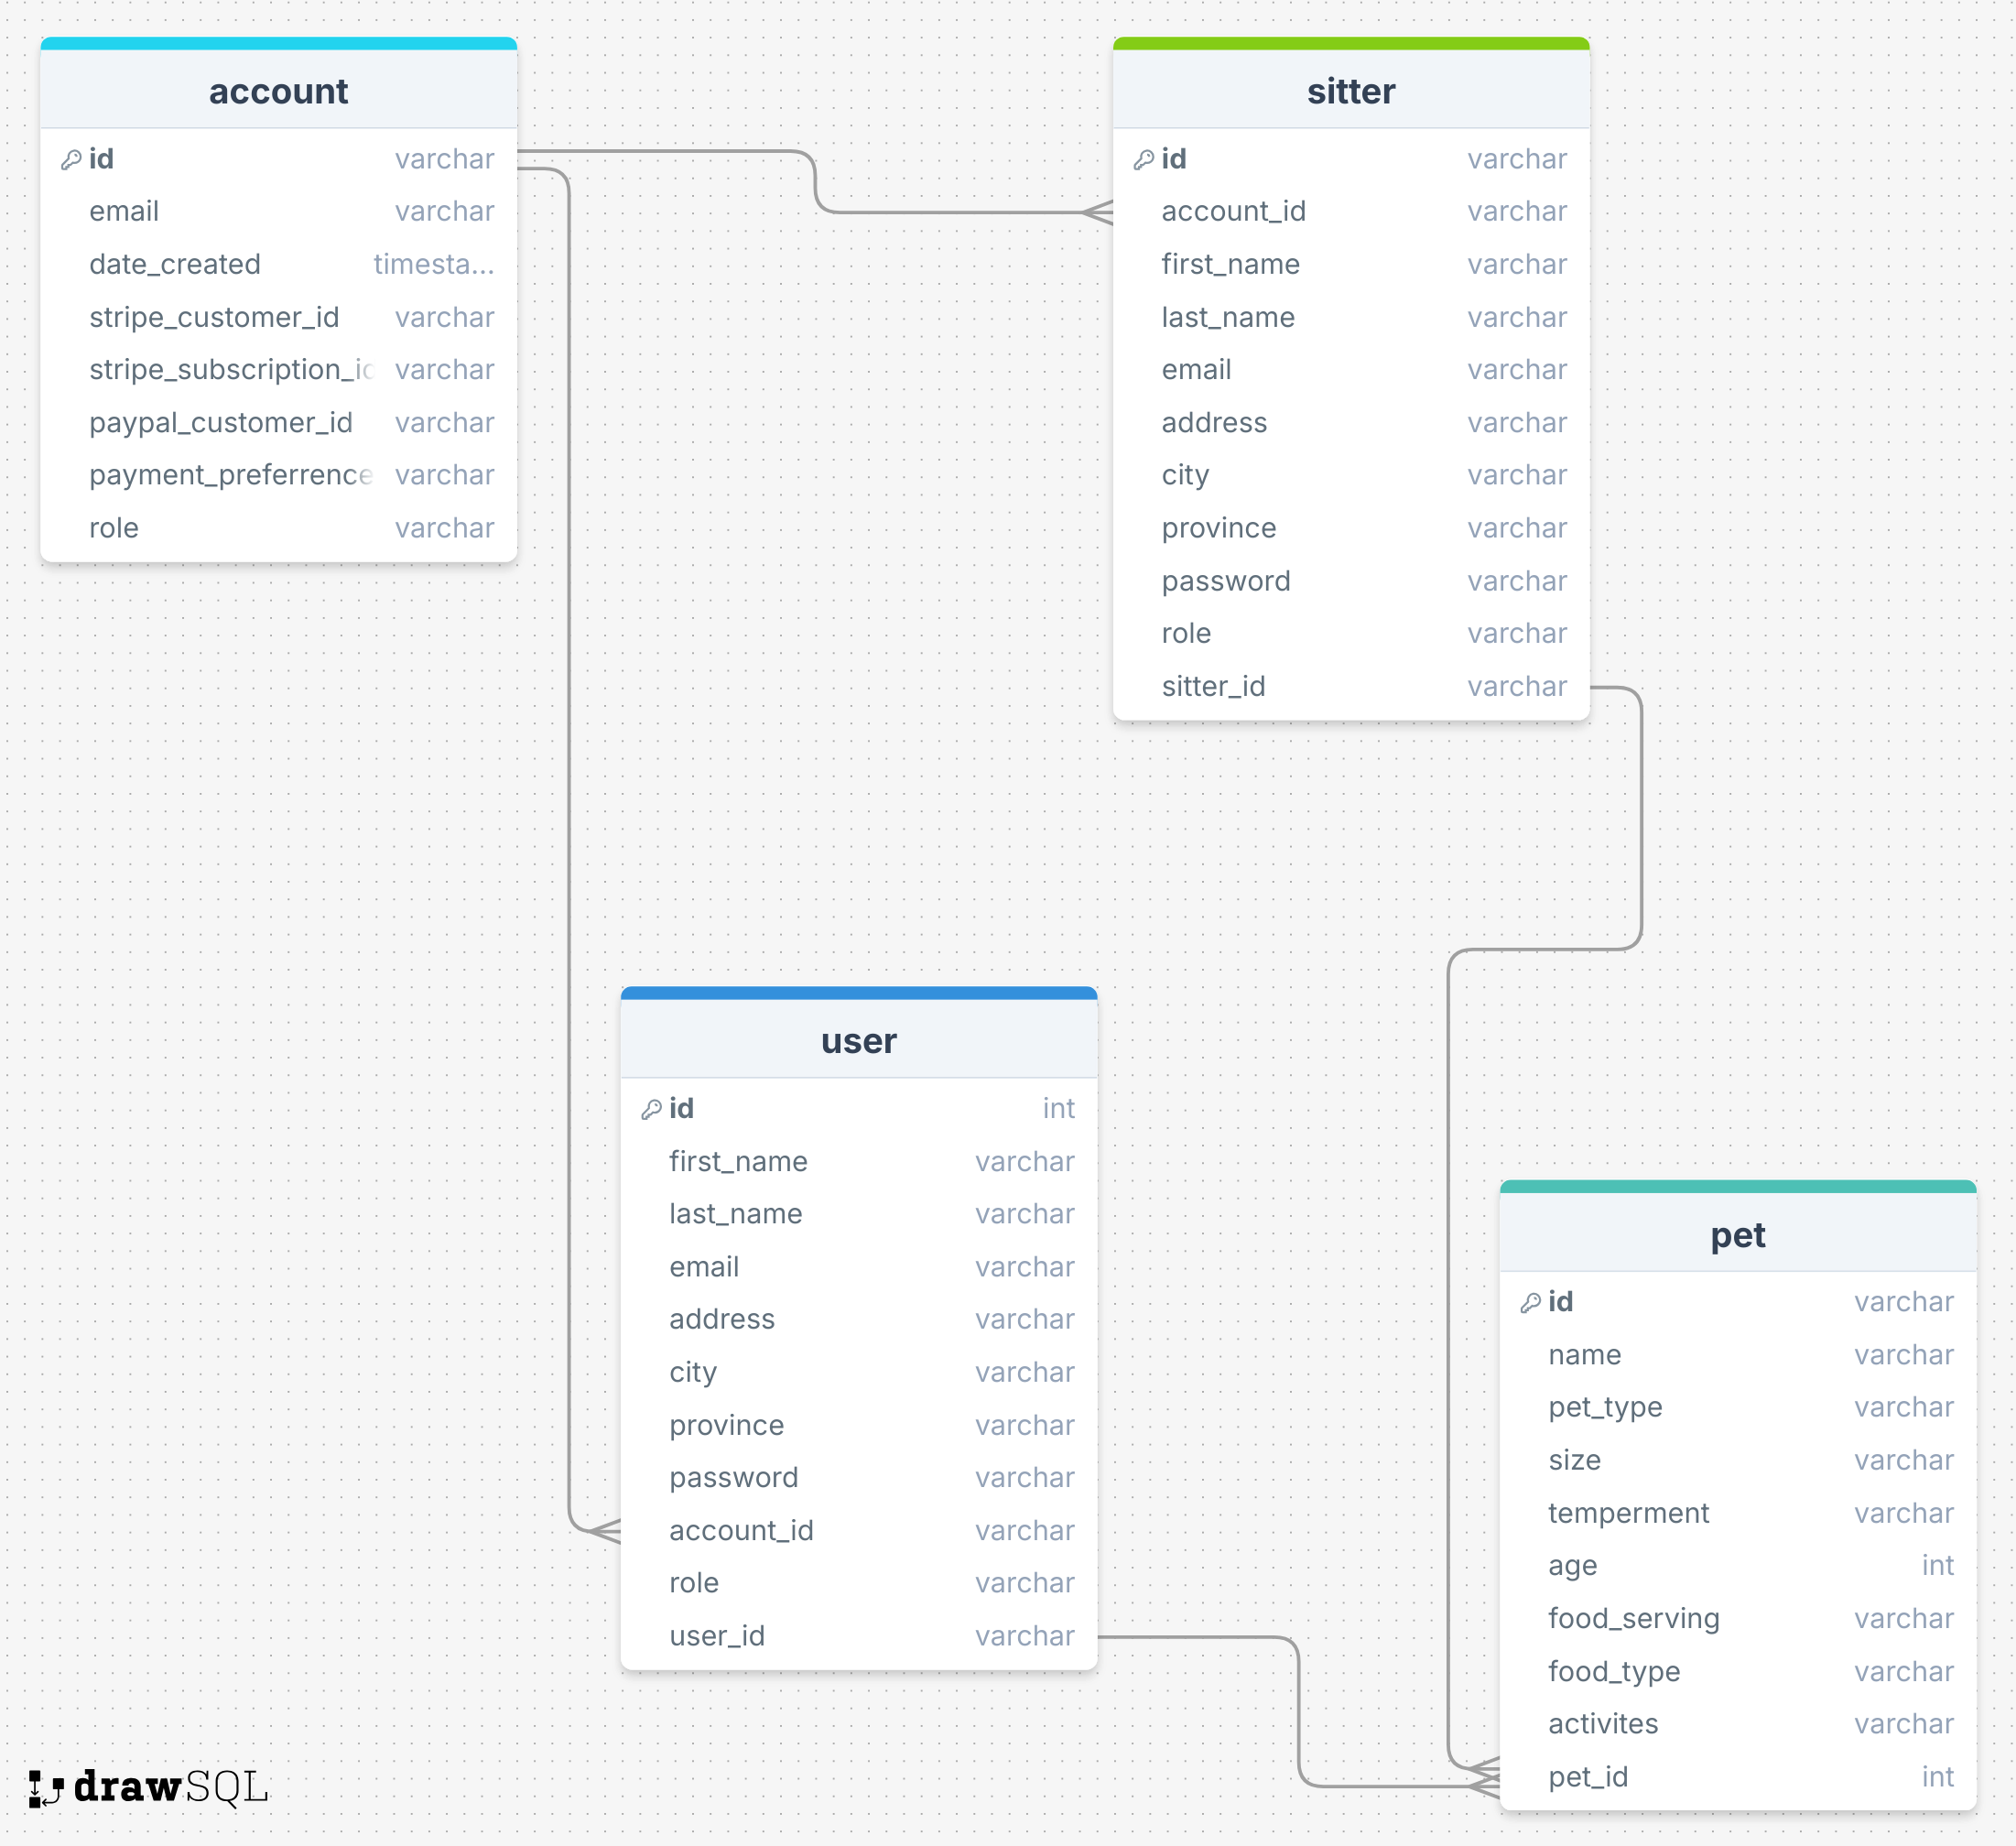 account
id varchar
email varchar
date_created timesta...
stripe_customer_id varchar
stripe_subscription_id varchar
paypal_customer_id varchar
payment_preferrence varchar
role varchar
sitter
id varchar
account_id varchar
first_name varchar
last_name varchar
email varchar
address varchar
city varchar
province varchar
password varchar
role varchar
sitter_id varchar
user
id int
first_name varchar
last_name varchar
email varchar
address varchar
city varchar
province varchar
password varchar
account_id varchar
role varchar
user_id varchar
pet
id varchar
name varchar
pet_type varchar
size varchar
temperment varchar
age int
food_serving varchar
food_type varchar
activites varchar
pet_id int
drawSQL